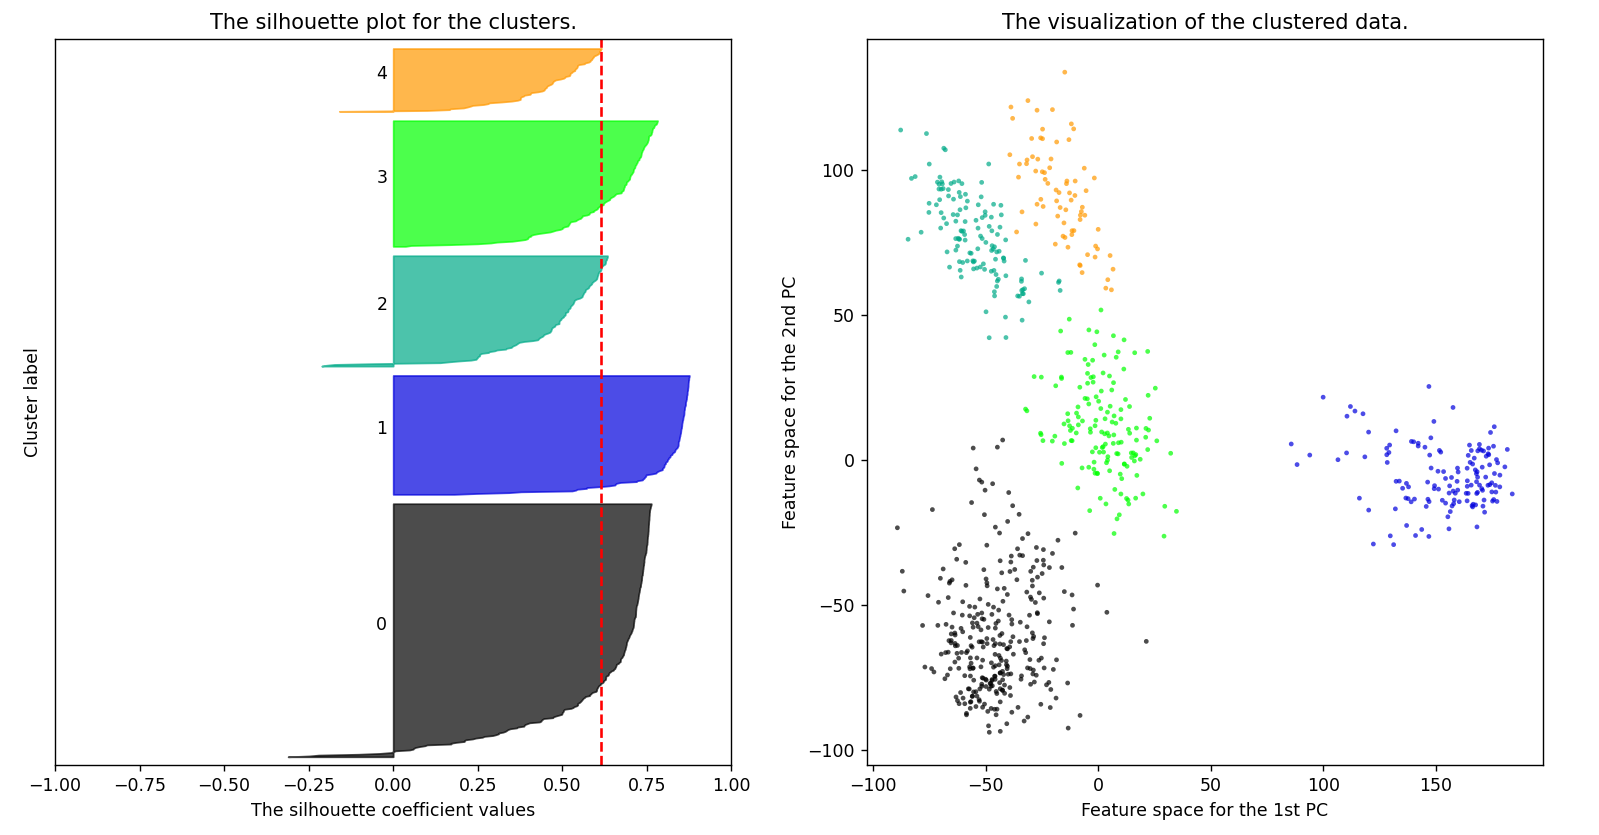 The silhouette plot for the clusters.
4
3
2
1
0
Cluster label
−1.00 −0.75 −0.50 −0.25 0.00 0.25 0.50 0.75 1.00
The silhouette coefficient values
The visualization of the clustered data.
100
50
0
−50
−100
Feature space for the 2nd PC
−100 −50 0 50 100 150
Feature space for the 1st PC